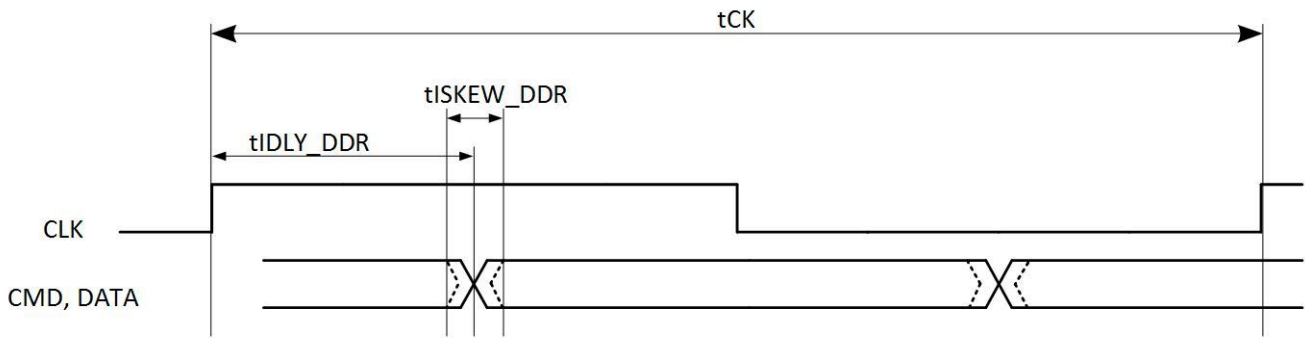 tCK
tISKEW_DDR
tIDLY_DDR
CLK
CMD, DATA